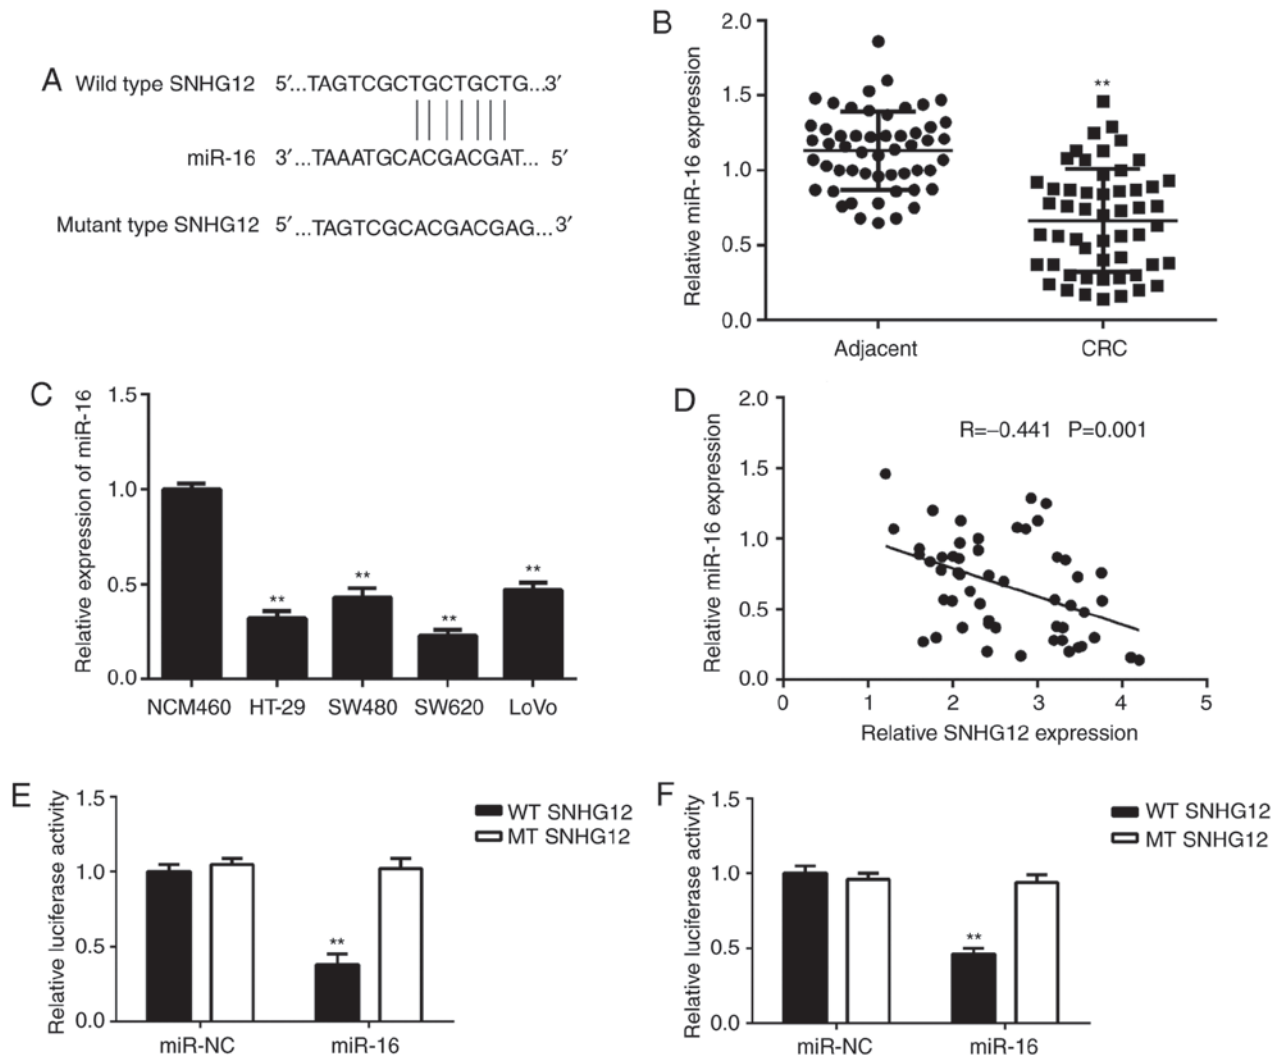 A
Wild type SNHG12 5′...TAGTCGCTGCTGCTG...3′
miR-16 3′...TAAATGCACGACGAT... 5′
Mutant type SNHG12 5′...TAGTCGCACGACGAG...3′
B
Relative miR-16 expression
2.0
1.5
1.0
0.5
0.0
**
Adjacent CRC
C
Relative expression of miR-16
1.5
1.0
0.5
0.0
** ** ** **
NCM460 HT-29 SW480 SW620 LoVo
D
Relative miR-16 expression
2.0
1.5
1.0
0.5
0.0
R=−0.441 P=0.001
0 1 2 3 4 5
Relative SNHG12 expression
E
Relative luciferase activity
1.5
1.0
0.5
0.0
WT SNHG12
MT SNHG12
**
miR-NC miR-16
F
Relative luciferase activity
1.5
1.0
0.5
0.0
WT SNHG12
MT SNHG12
**
miR-NC miR-16